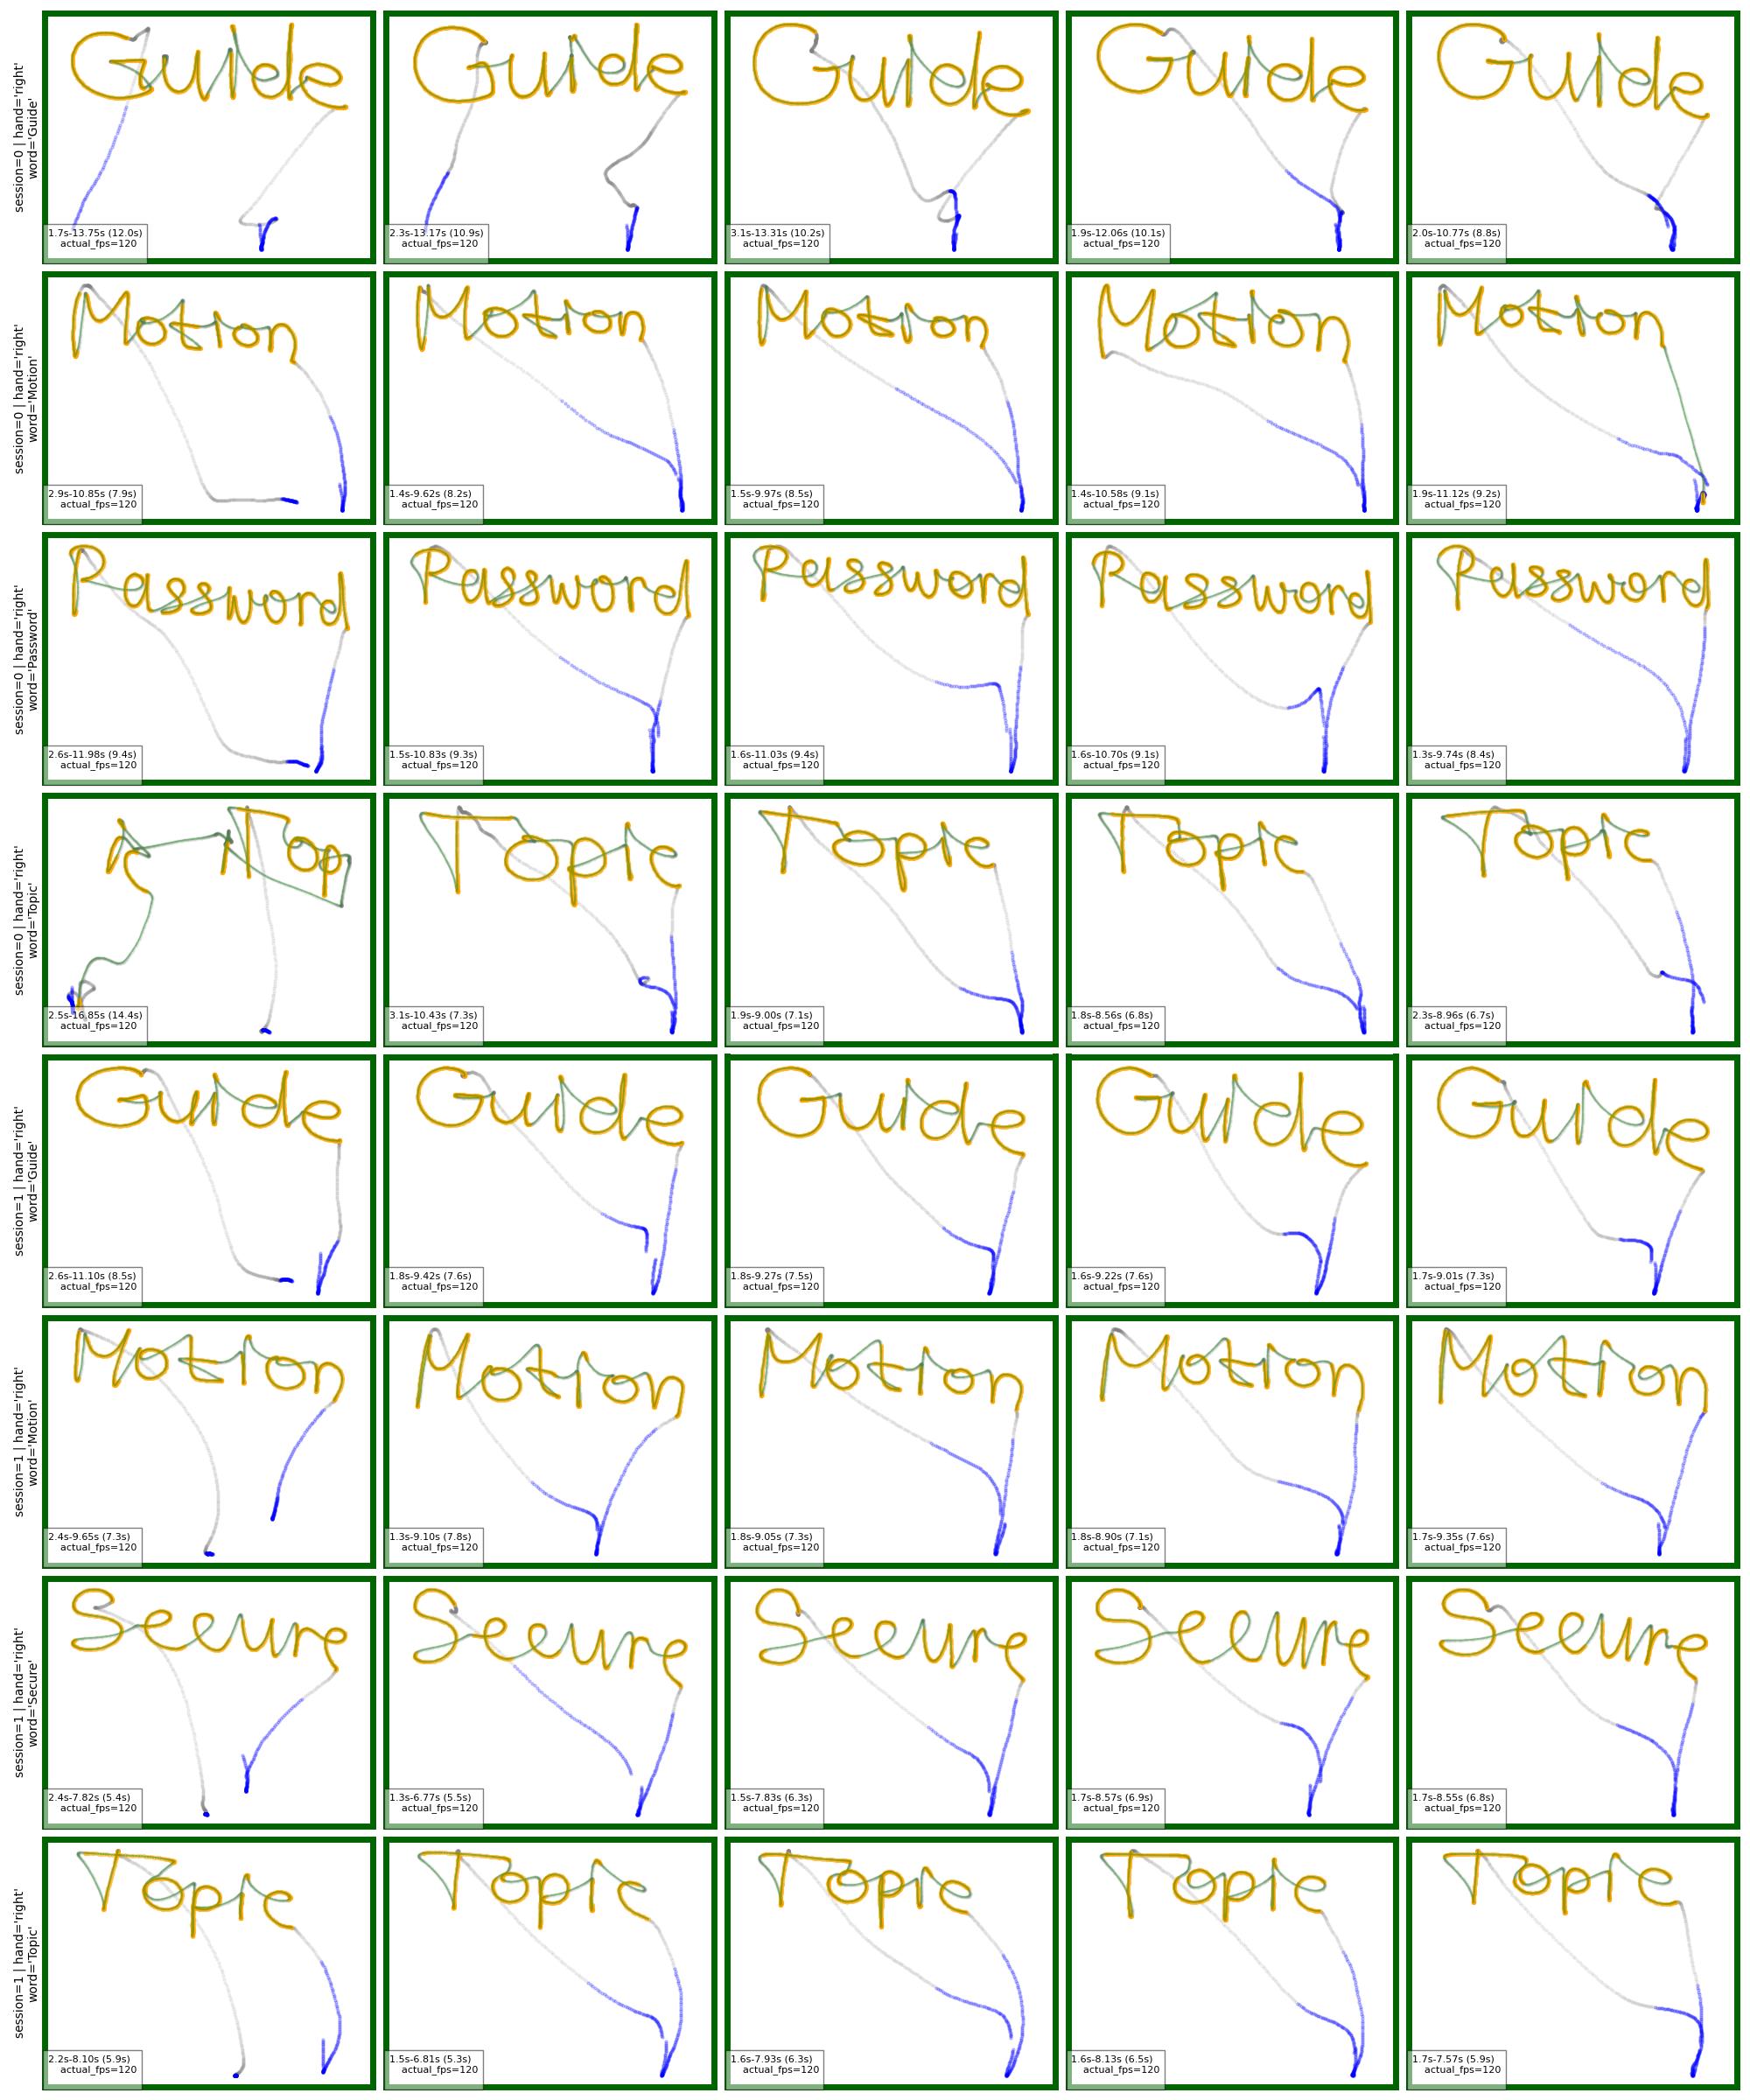 session=0 | hand='right'
word='Guide'
Guide Guide Guide Guide Guide
1.7s-13.75s (12.0s) actual_fps=120
2.3s-13.17s (10.9s) actual_fps=120
3.1s-13.31s (10.2s) actual_fps=120
1.9s-12.06s (10.1s) actual_fps=120
2.0s-10.77s (8.8s) actual_fps=120
session=0 | hand='right'
word='Motion'
Motion Motion Motion Motion Motion
2.9s-10.85s (7.9s) actual_fps=120
1.4s-9.62s (8.2s) actual_fps=120
1.5s-9.97s (8.5s) actual_fps=120
1.4s-10.58s (9.1s) actual_fps=120
1.9s-11.12s (9.2s) actual_fps=120
session=0 | hand='right'
word='Password'
Password Password Password Password Password
2.6s-11.98s (9.4s) actual_fps=120
1.5s-10.83s (9.3s) actual_fps=120
1.6s-11.03s (9.4s) actual_fps=120
1.6s-10.70s (9.1s) actual_fps=120
1.3s-9.74s (8.4s) actual_fps=120
session=0 | hand='right'
word='Topic'
Top Topic Topic Topic Topic
2.5s-16.85s (14.4s) actual_fps=120
3.1s-10.43s (7.3s) actual_fps=120
1.9s-9.00s (7.1s) actual_fps=120
1.8s-8.56s (6.8s) actual_fps=120
2.3s-8.96s (6.7s) actual_fps=120
session=1 | hand='right'
word='Guide'
Guide Guide Guide Guide Guide
2.6s-11.10s (8.5s) actual_fps=120
1.8s-9.42s (7.6s) actual_fps=120
1.8s-9.27s (7.5s) actual_fps=120
1.6s-9.22s (7.6s) actual_fps=120
1.7s-9.01s (7.3s) actual_fps=120
session=1 | hand='right'
word='Motion'
Motion Motion Motion Motion Motion
2.4s-9.65s (7.3s) actual_fps=120
1.3s-9.10s (7.8s) actual_fps=120
1.8s-9.05s (7.3s) actual_fps=120
1.8s-8.90s (7.1s) actual_fps=120
1.7s-9.35s (7.6s) actual_fps=120
session=1 | hand='right'
word='Secure'
Secure Secure Secure Secure Secure
2.4s-7.82s (5.4s) actual_fps=120
1.3s-6.77s (5.5s) actual_fps=120
1.5s-7.83s (6.3s) actual_fps=120
1.7s-8.57s (6.9s) actual_fps=120
1.7s-8.55s (6.8s) actual_fps=120
session=1 | hand='right'
word='Topic'
Topic Topic Topic Topic Topic
2.2s-8.10s (5.9s) actual_fps=120
1.5s-6.81s (5.3s) actual_fps=120
1.6s-7.93s (6.3s) actual_fps=120
1.6s-8.13s (6.5s) actual_fps=120
1.7s-7.57s (5.9s) actual_fps=120